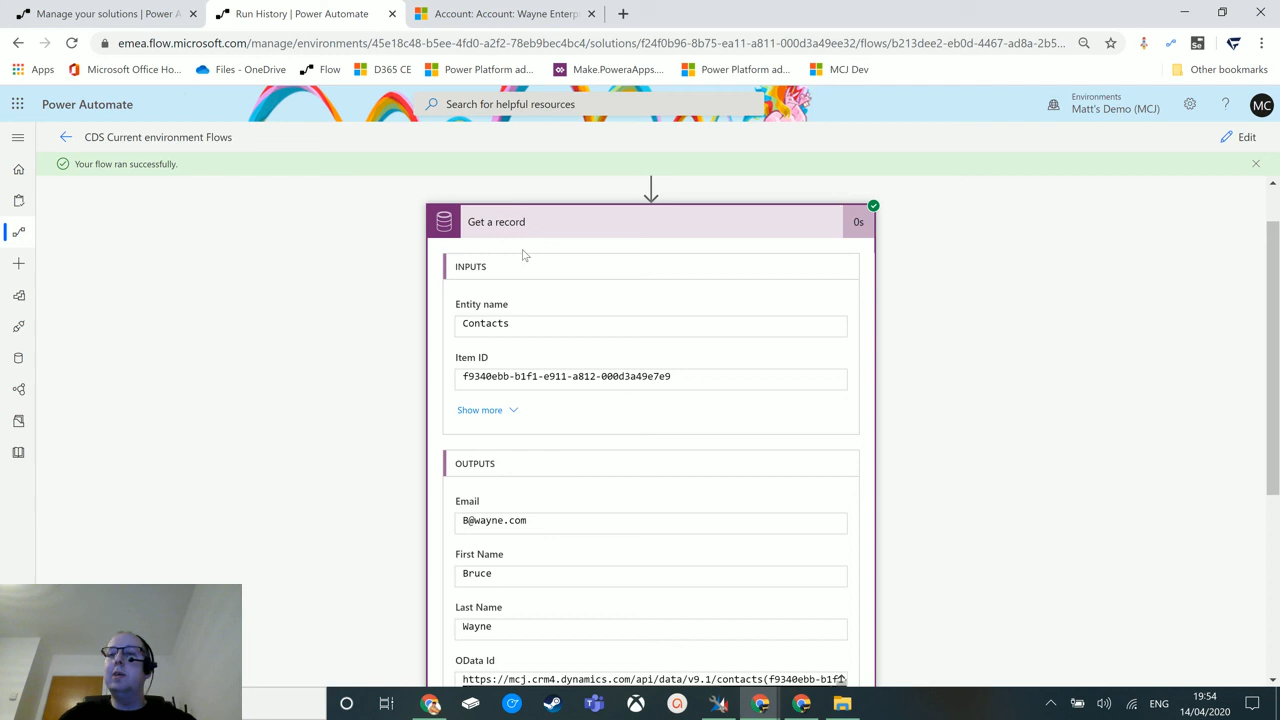 Manage your solutions | Power A
Run History | Power Automate
Account: Account: Wayne Enterp
emea.flow.microsoft.com/manage/environments/45e18c48-b5ee-4fd0-a2f2-78eb9bec4bc4/solutions/f24f0b96-8b75-ea11-a811-000d3a49ee32/flows/b213dee2-eb0d-4467-ad8a-2b5...
Apps
Microsoft Office Ho...
Files - OneDrive
Flow
D365 CE
Power Platform ad...
Make.PoweraApps....
Power Platform ad...
MCJ Dev
Other bookmarks
Power Automate
Search for helpful resources
Environments
Matt's Demo (MCJ)
MC
CDS Current environment Flows
Edit
Your flow ran successfully.
Get a record
0s
INPUTS
Entity name
Contacts
Item ID
f9340ebb-b1f1-e911-a812-000d3a49e7e9
Show more
OUTPUTS
Email
B@wayne.com
First Name
Bruce
Last Name
Wayne
OData Id
https://mcj.crm4.dynamics.com/api/data/v9.1/contacts(f9340ebb-b1f1
ENG
19:54
14/04/2020